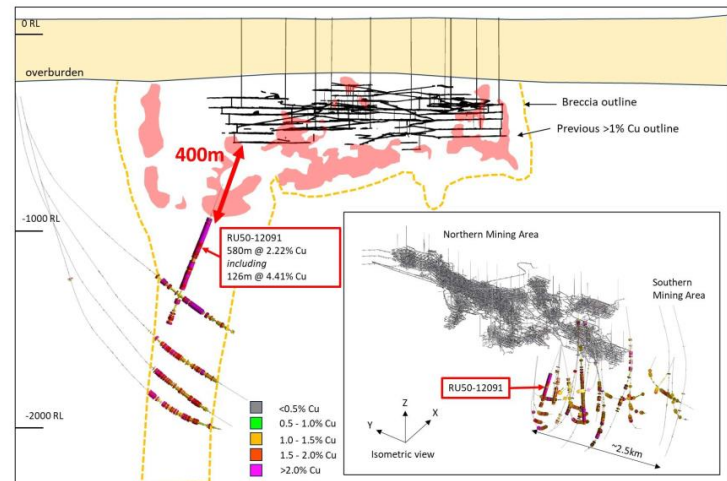 0 RL
overburden
Breccia outline
Previous >1% Cu outline
400m
-1000 RL
RU50-12091
580m @ 2.22% Cu
including
126m @ 4.41% Cu
-2000 RL
<0.5% Cu
0.5 - 1.0% Cu
1.0 - 1.5% Cu
1.5 - 2.0% Cu
>2.0% Cu
Northern Mining Area
Southern
Mining Area
RU50-12091
Z
X
Y
Isometric view
~2.5km